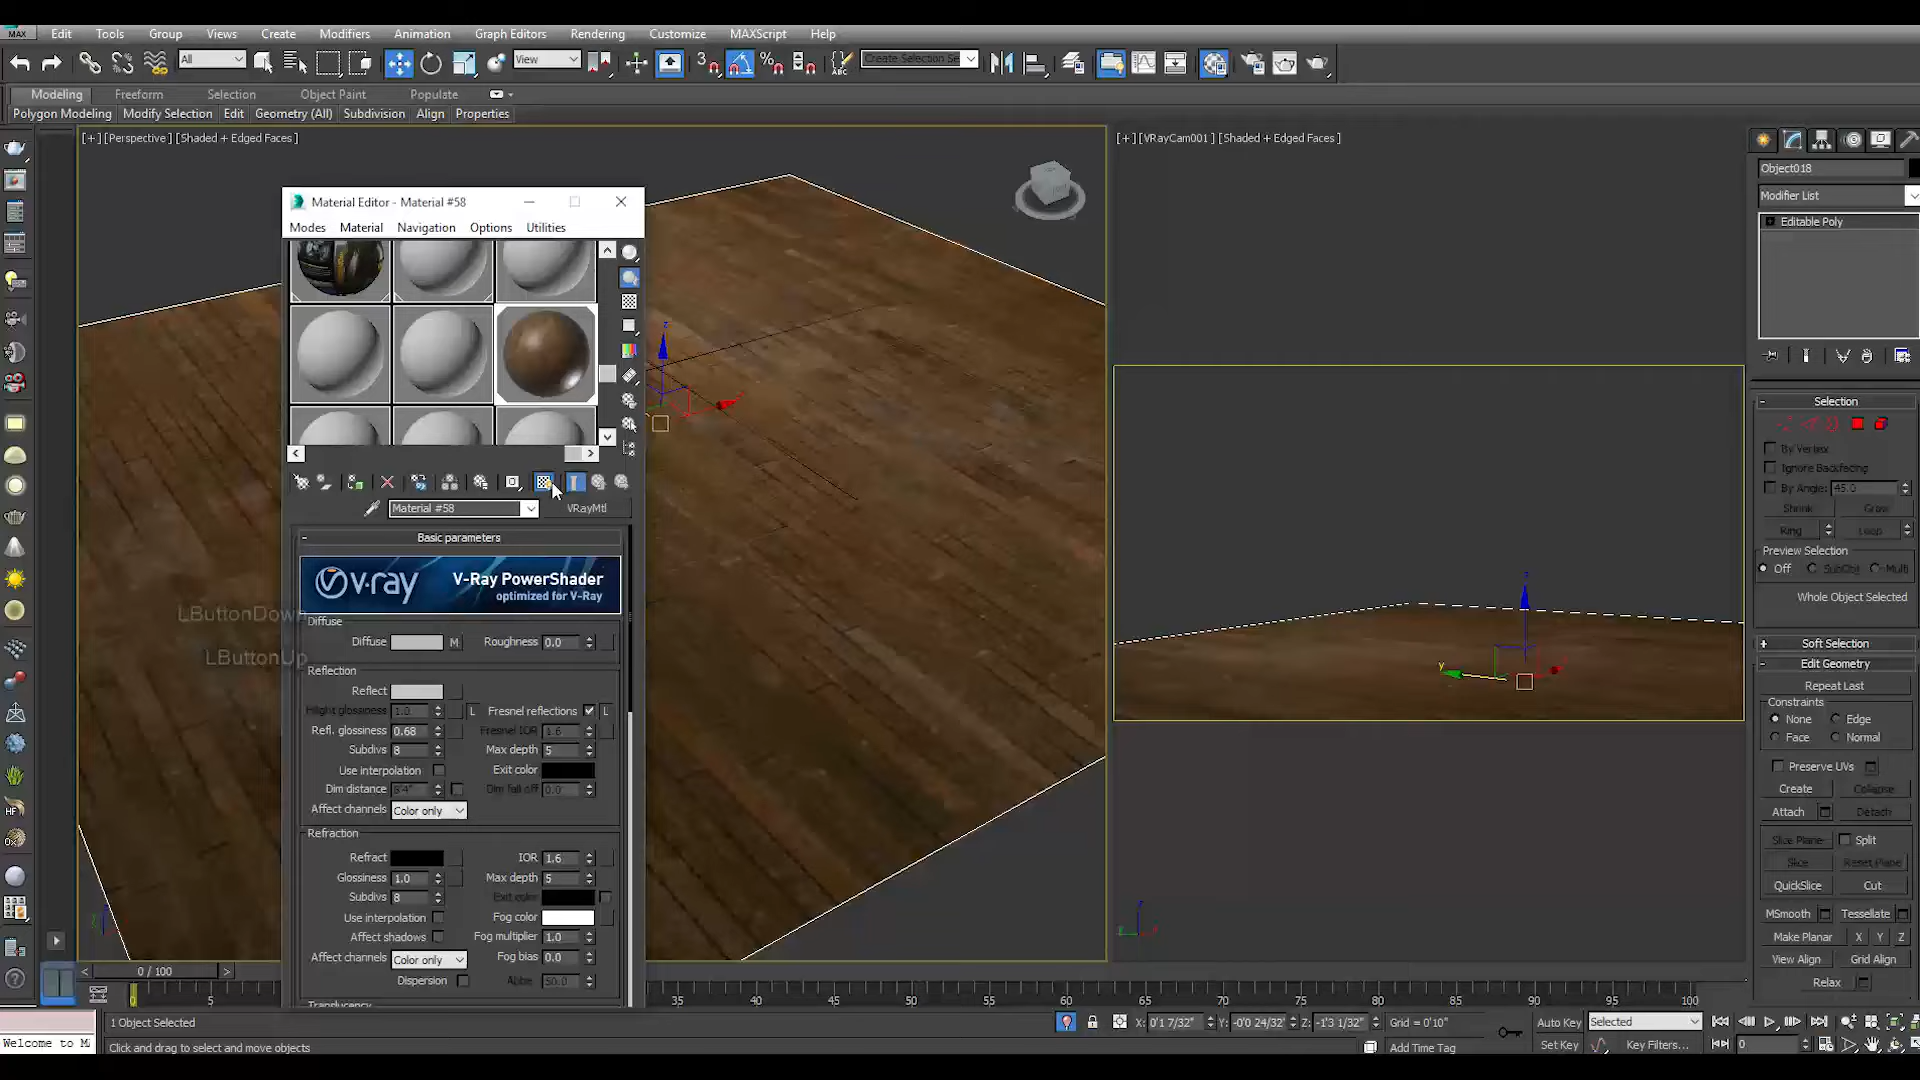 MAX Edit Tools Group Views Create Modifiers Animation Graph Editors Rendering Customize MAXScript Help
All View 3 % ABC Create Selection Se
Modeling Freeform Selection Object Paint Populate
Polygon Modeling Modify Selection Edit Geometry (All) Subdivision Align Properties
[+] [Perspective] [Shaded + Edged Faces]
[+] [VRayCam001] [Shaded + Edged Faces]
Object018
Modifier List
Editable Poly
Material Editor - Material #58
Modes Material Navigation Options Utilities
Material #58 VRayMtl
Basic parameters
v-ray V-Ray PowerShader
optimized for V-Ray
LButtonDown
LButtonUp
Diffuse
Diffuse M Roughness 0.0
Reflection
Reflect
Hilight glossiness 1.0 L Fresnel reflections L
Refl. glossiness 0.68 Fresnel IOR 1.6
Subdivs 8 Max depth 5
Use interpolation Exit color
Dim distance 8'4" Dim fall off 0.0
Affect channels Color only
Refraction
Refract IOR 1.6
Glossiness 1.0 Max depth 5
Subdivs 8 Exit color
Use interpolation Fog color
Affect shadows Fog multiplier 1.0
Affect channels Color only Fog bias 0.0
Dispersion Abbe 50.0
Translucency
z
z
y
x
Selection
By Vertex
Ignore Backfacing
By Angle: 45.0
Shrink Grow
Ring Loop
Preview Selection
Off SubObj Multi
Whole Object Selected
Soft Selection
Edit Geometry
Repeat Last
Constraints
None Edge
Face Normal
Preserve UVs
Create Collapse
Attach Detach
Slice Plane Split
Slice Reset Plane
QuickSlice Cut
MSmooth Tessellate
Make Planar X Y Z
View Align Grid Align
Relax
HF
0 / 100
0 5 35 40 45 50 55 60 65 70 75 80 85 90 95 100
1 Object Selected X: 0'1 7/32" Y: -0'0 24/32" Z: -1'3 1/32" Grid = 0'10" Auto Key Selected
Welcome to M Click and drag to select and move objects Add Time Tag Set Key Key Filters... 0